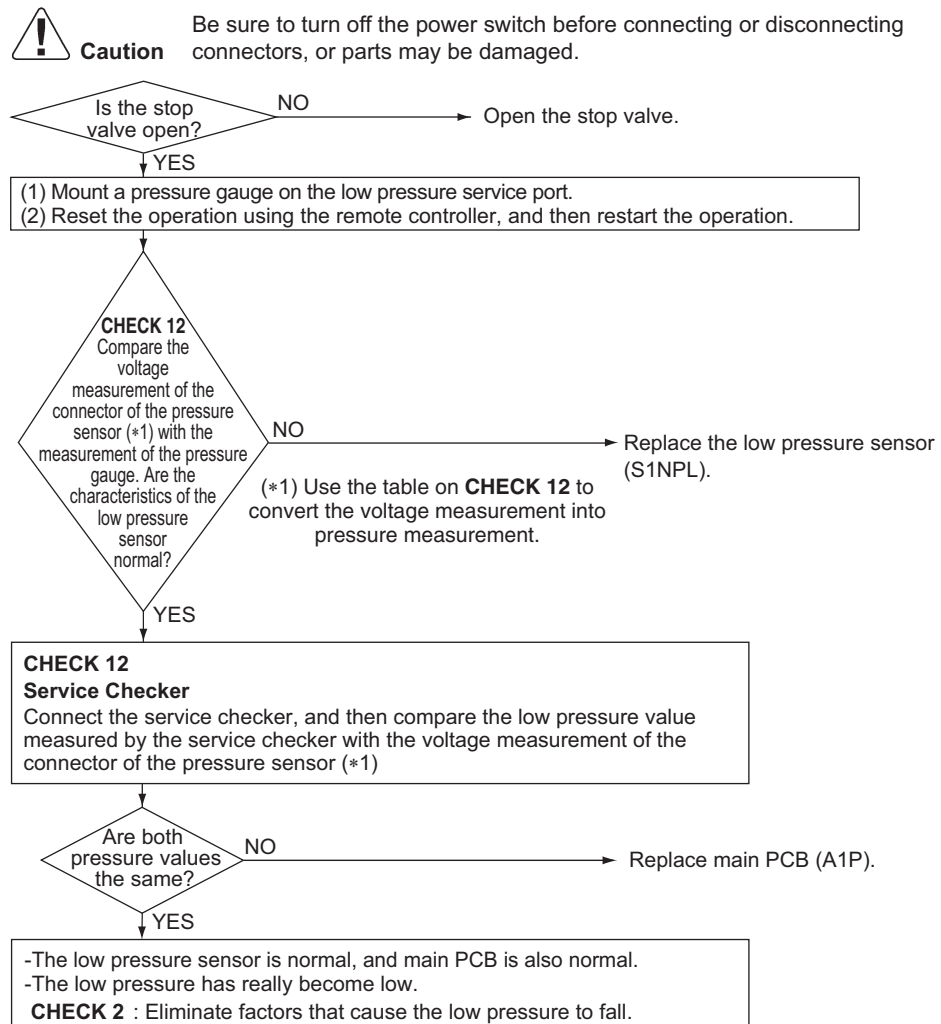 Be sure to turn off the power switch before connecting or disconnecting
Caution connectors, or parts may be damaged.
Is the stop
valve open?
NO
Open the stop valve.
YES
(1) Mount a pressure gauge on the low pressure service port.
(2) Reset the operation using the remote controller, and then restart the operation.
CHECK 12
Compare the
voltage
measurement of the
connector of the pressure
sensor (*1) with the
measurement of the pressure
gauge. Are the
characteristics of the
low pressure
sensor
normal?
NO
Replace the low pressure sensor
(S1NPL).
(*1) Use the table on CHECK 12 to
convert the voltage measurement into
pressure measurement.
YES
CHECK 12
Service Checker
Connect the service checker, and then compare the low pressure value
measured by the service checker with the voltage measurement of the
connector of the pressure sensor (*1)
Are both
pressure values
the same?
NO
Replace main PCB (A1P).
YES
-The low pressure sensor is normal, and main PCB is also normal.
-The low pressure has really become low.
CHECK 2 : Eliminate factors that cause the low pressure to fall.